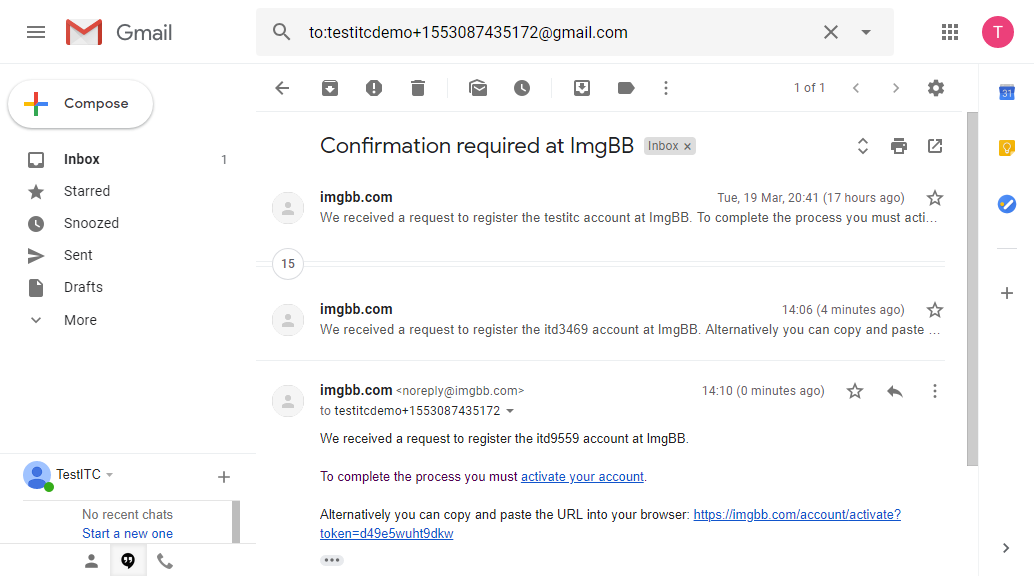 Gmail
to:testitcdemo+1553087435172@gmail.com
T
Compose
1 of 1
31
Inbox 1
Starred
Snoozed
Sent
Drafts
More
Confirmation required at ImgBB Inbox ×
imgbb.com Tue, 19 Mar, 20:41 (17 hours ago)
We received a request to register the testitc account at ImgBB. To complete the process you must acti...
15
imgbb.com 14:06 (4 minutes ago)
We received a request to register the itd3469 account at ImgBB. Alternatively you can copy and paste ...
imgbb.com <noreply@imgbb.com> 14:10 (0 minutes ago)
to testitcdemo+1553087435172
We received a request to register the itd9559 account at ImgBB.
To complete the process you must activate your account.
Alternatively you can copy and paste the URL into your browser: https://imgbb.com/account/activate?
token=d49e5wuht9dkw
TestITC
No recent chats
Start a new one